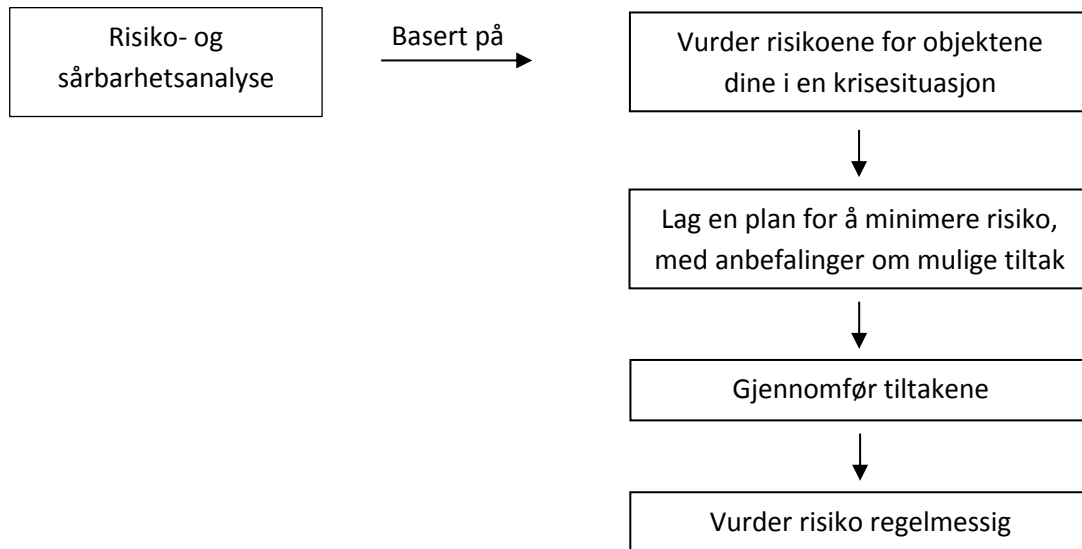 Risiko- og
sårbarhetsanalyse
Basert på
Vurder risikoene for objektene
dine i en krisesituasjon
Lag en plan for å minimere risiko,
med anbefalinger om mulige tiltak
Gjennomfør tiltakene
Vurder risiko regelmessig